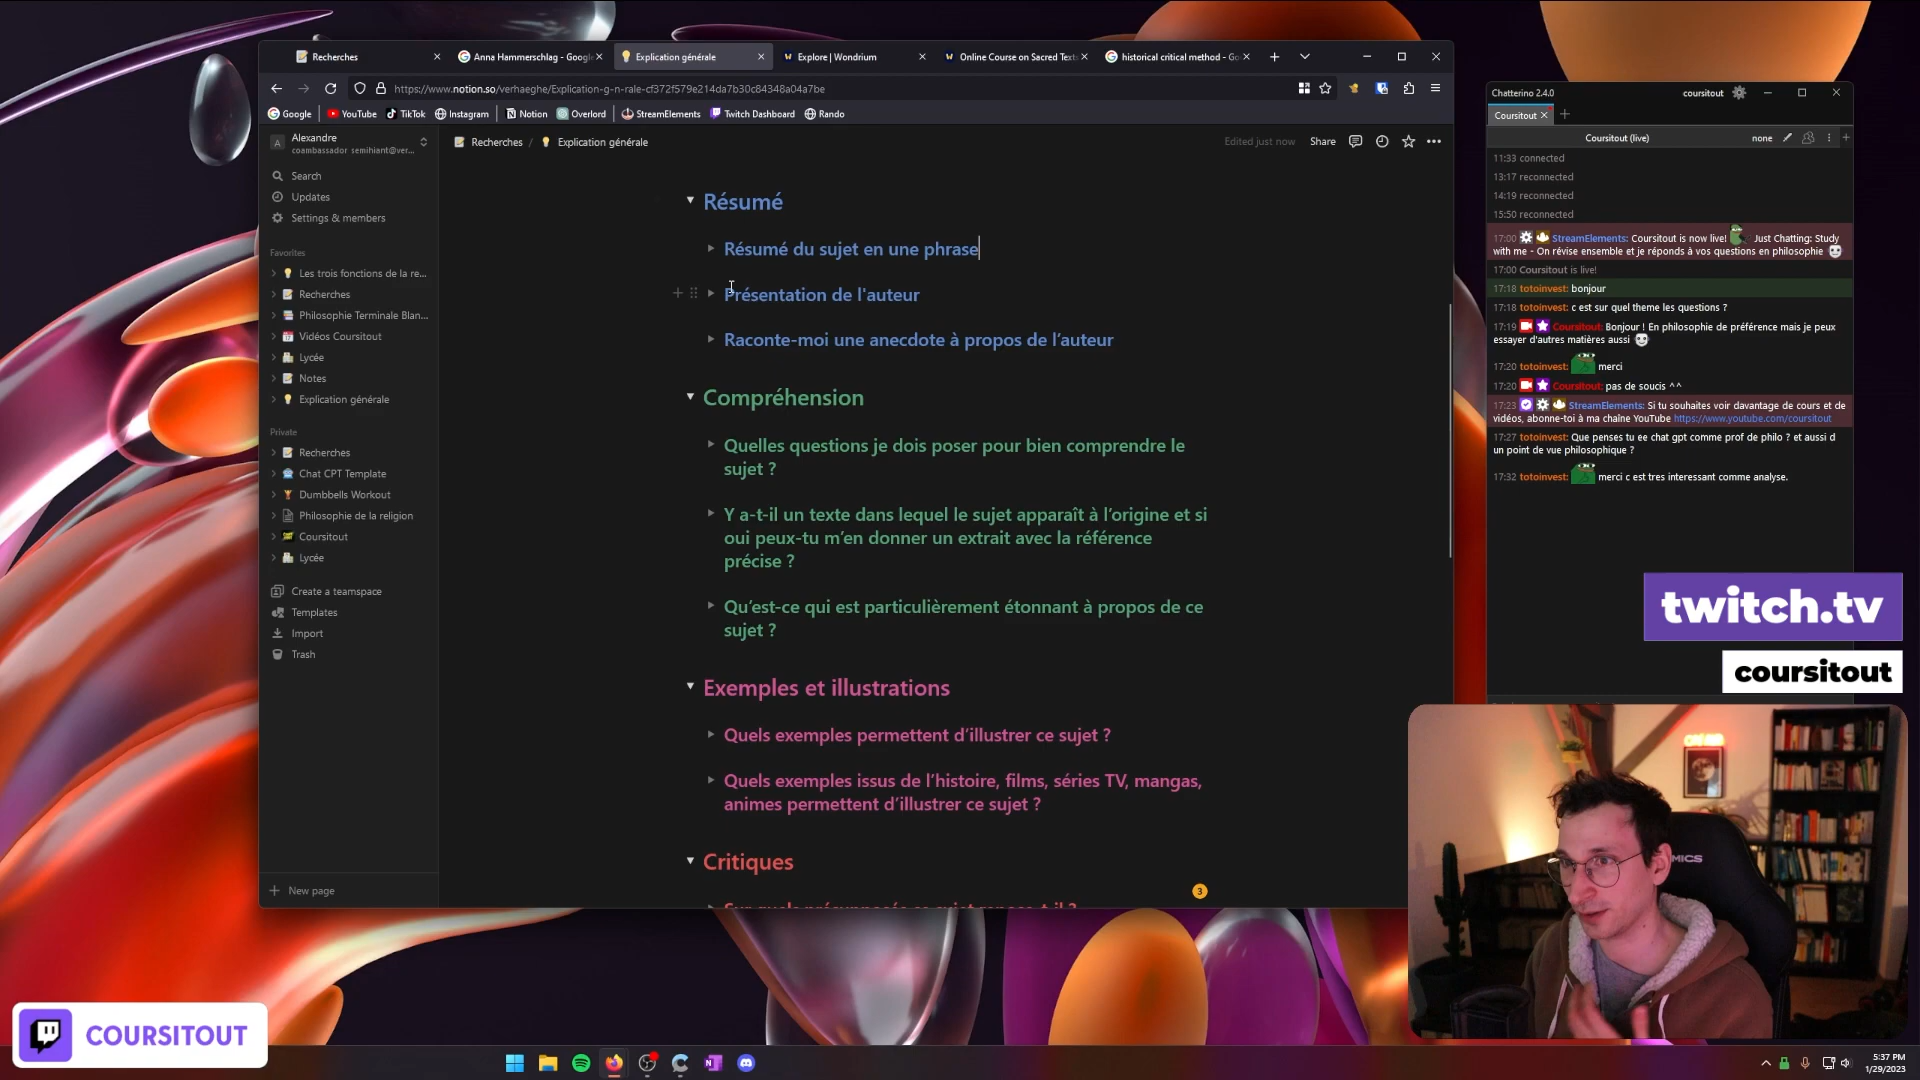 Recherches
Anna Hammerschlag - Google
Explication générale
Explore | Wondrium
Online Course on Sacred Texts
historical critical method - Go
https://www.notion.so/verhaeghe/Explication-g-n-rale-cf372f579e214da7b30c84348a04a7be
Google
YouTube
TikTok
Instagram
Notion
Overlord
StreamElements
Twitch Dashboard
Rando
A
Alexandre
coambassador semihiant@ver...
Search
Updates
Settings & members
Favorites
Les trois fonctions de la re...
Recherches
Philosophie Terminale Blan...
Vidéos Coursitout
Lycée
Notes
Explication générale
Private
Recherches
Chat CPT Template
Dumbbells Workout
Philosophie de la religion
Coursitout
Lycée
Create a teamspace
Templates
Import
Trash
New page
Recherches / Explication générale
Edited just now
Share
Résumé
Résumé du sujet en une phrase
Présentation de l'auteur
Raconte-moi une anecdote à propos de l'auteur
Compréhension
Quelles questions je dois poser pour bien comprendre le
sujet ?
Y a-t-il un texte dans lequel le sujet apparaît à l'origine et si
oui peux-tu m'en donner un extrait avec la référence
précise ?
Qu'est-ce qui est particulièrement étonnant à propos de ce
sujet ?
Exemples et illustrations
Quels exemples permettent d'illustrer ce sujet ?
Quels exemples issus de l'histoire, films, séries TV, mangas,
animes permettent d'illustrer ce sujet ?
Critiques
3
Chatterino 2.4.0
coursitout
Coursitout
Coursitout (live)
none
11:33 connected
13:17 reconnected
14:19 reconnected
15:50 reconnected
17:00 StreamElements: Coursitout is now live! Just Chatting: Study
with me - On révise ensemble et je réponds à vos questions en philosophie
17:00 Coursitout is live!
17:18 totoinvest: bonjour
17:18 totoinvest: c est sur quel theme les questions ?
17:19 Coursitout: Bonjour ! En philosophie de préférence mais je peux
essayer d'autres matières aussi
17:20 totoinvest: merci
17:20 Coursitout: pas de soucis ^^
17:23 StreamElements: Si tu souhaites voir davantage de cours et de
vidéos, abonne-toi à ma chaîne YouTube https://www.youtube.com/coursitout
17:27 totoinvest: Que penses tu ee chat gpt comme prof de philo ? et aussi d
un point de vue philosophique ?
17:32 totoinvest: merci c est tres interessant comme analyse.
twitch.tv
coursitout
ON AIR
COURSITOUT
5:37 PM
1/29/2023